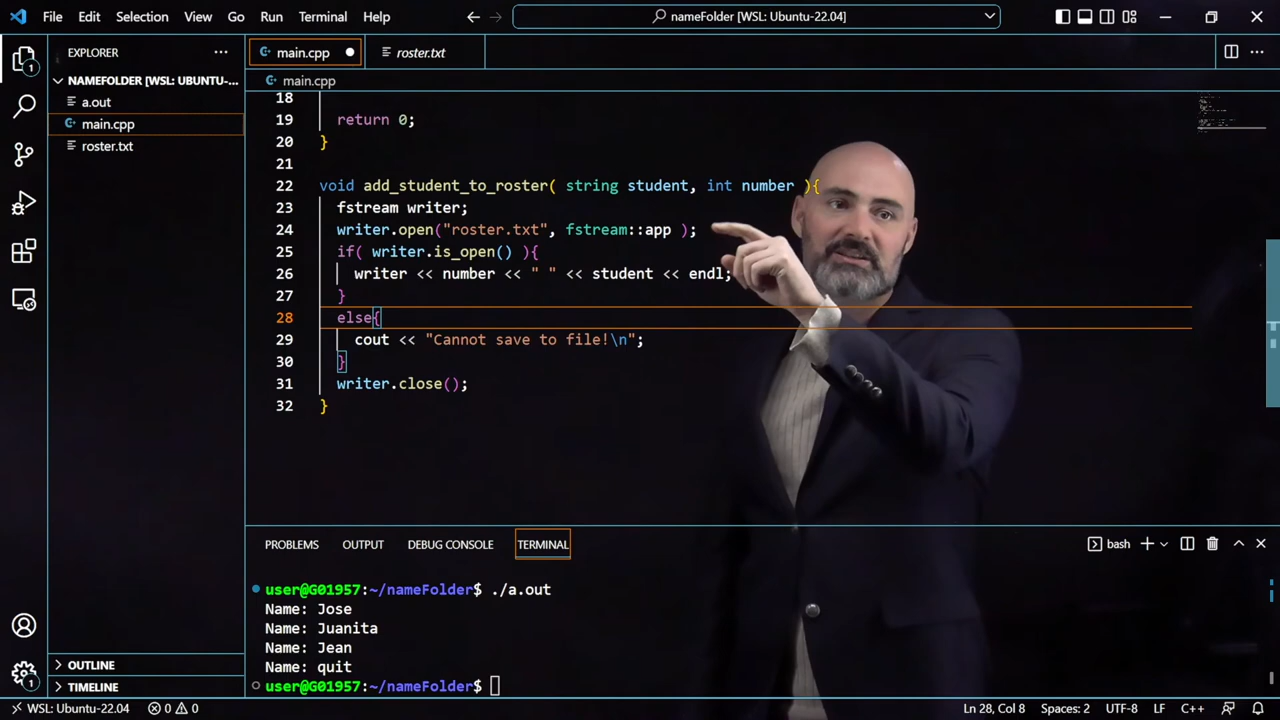 File Edit Selection View Go Run Terminal Help
nameFolder [WSL: Ubuntu-22.04]
EXPLORER
main.cpp
roster.txt
NAMEFOLDER [WSL: UBUNTU-...
main.cpp
a.out
main.cpp
roster.txt
18
19 return 0;
20 }
21
22 void add_student_to_roster( string student, int number ){
23 fstream writer;
24 writer.open("roster.txt", fstream::app );
25 if( writer.is_open() ){
26 writer << number << " " << student << endl;
27 }
28 else{
29 cout << "Cannot save to file!\n";
30 }
31 writer.close();
32 }
PROBLEMS OUTPUT DEBUG CONSOLE TERMINAL
bash
user@G01957:~/nameFolder$ ./a.out
Name: Jose
Name: Juanita
Name: Jean
Name: quit
user@G01957:~/nameFolder$
1
1
OUTLINE
TIMELINE
WSL: Ubuntu-22.04 0 0 Ln 28, Col 8 Spaces: 2 UTF-8 LF C++